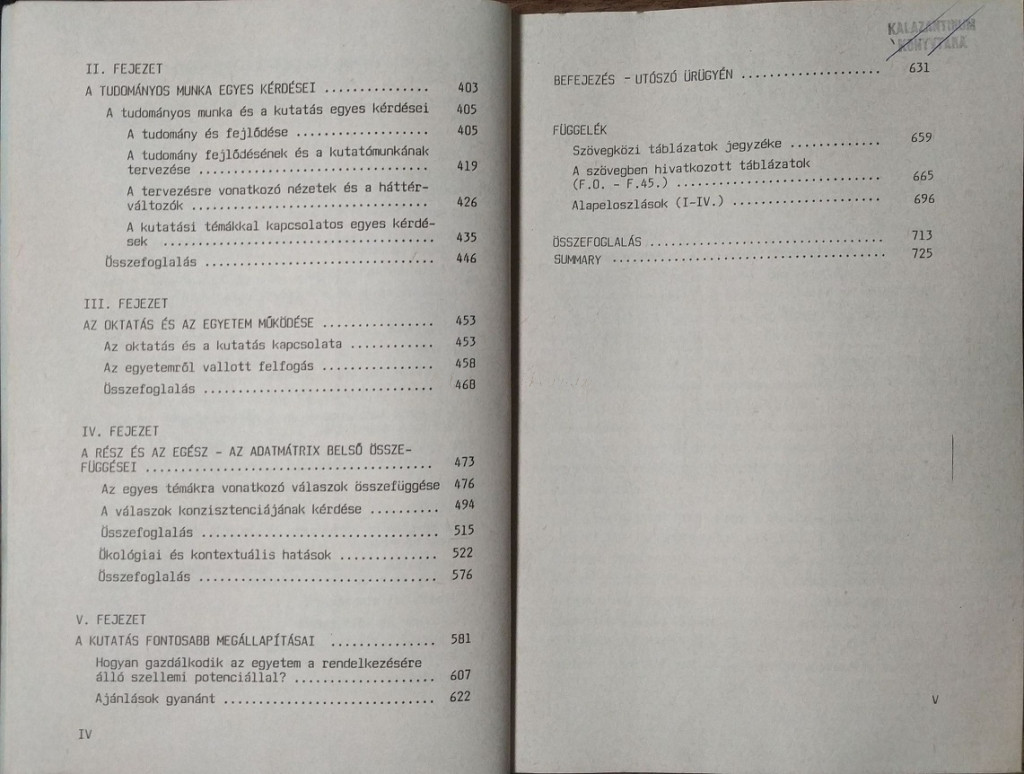 II. FEJEZET
A TUDOMÁNYOS MUNKA EGYES KÉRDÉSEI ............... 403
A tudományos munka és a kutatás egyes kérdései 405
A tudomány és fejlődése ................... 405
A tudomány fejlődésének és a kutatómunkának
tervezése ................................. 419
A tervezésre vonatkozó nézetek és a háttér-
változók .................................. 426
A kutatási témákkal kapcsolatos egyes kérdé-
sek ....................................... 435
Összefoglalás ................................. 446
III. FEJEZET
AZ OKTATÁS ÉS AZ EGYETEM MŰKÖDÉSE ................ 453
Az oktatás és a kutatás kapcsolata ............ 453
Az egyetemről vallott felfogás ................ 458
Összefoglalás ................................. 468
IV. FEJEZET
A RÉSZ ÉS AZ EGÉSZ - AZ ADATMÁTRIX BELSŐ ÖSSZE-
FÜGGÉSEI ......................................... 473
Az egyes témákra vonatkozó válaszok összefüggése 476
A válaszok konzisztenciájának kérdése .......... 494
Összefoglalás .................................. 515
Ökológiai és kontextuális hatások .............. 522
Összefoglalás .................................. 576
V. FEJEZET
A KUTATÁS FONTOSABB MEGÁLLAPÍTÁSAI ............... 581
Hogyan gazdálkodik az egyetem a rendelkezésére
álló szellemi potenciállal? .................... 607
Ajánlások gyanánt .............................. 622
IV
KALAZANTINUM
KÖNYVTÁRA
BEFEJEZÉS - UTÓSZÓ ÜRÜGYÉN .................... 631
FÜGGELÉK
Szövegközi táblázatok jegyzéke ............. 659
A szövegben hivatkozott táblázatok
(F.O. - F.45.) .............................. 665
Alapeloszlások (I-IV.) ...................... 696
ÖSSZEFOGLALÁS .................................. 713
SUMMARY ........................................ 725
V